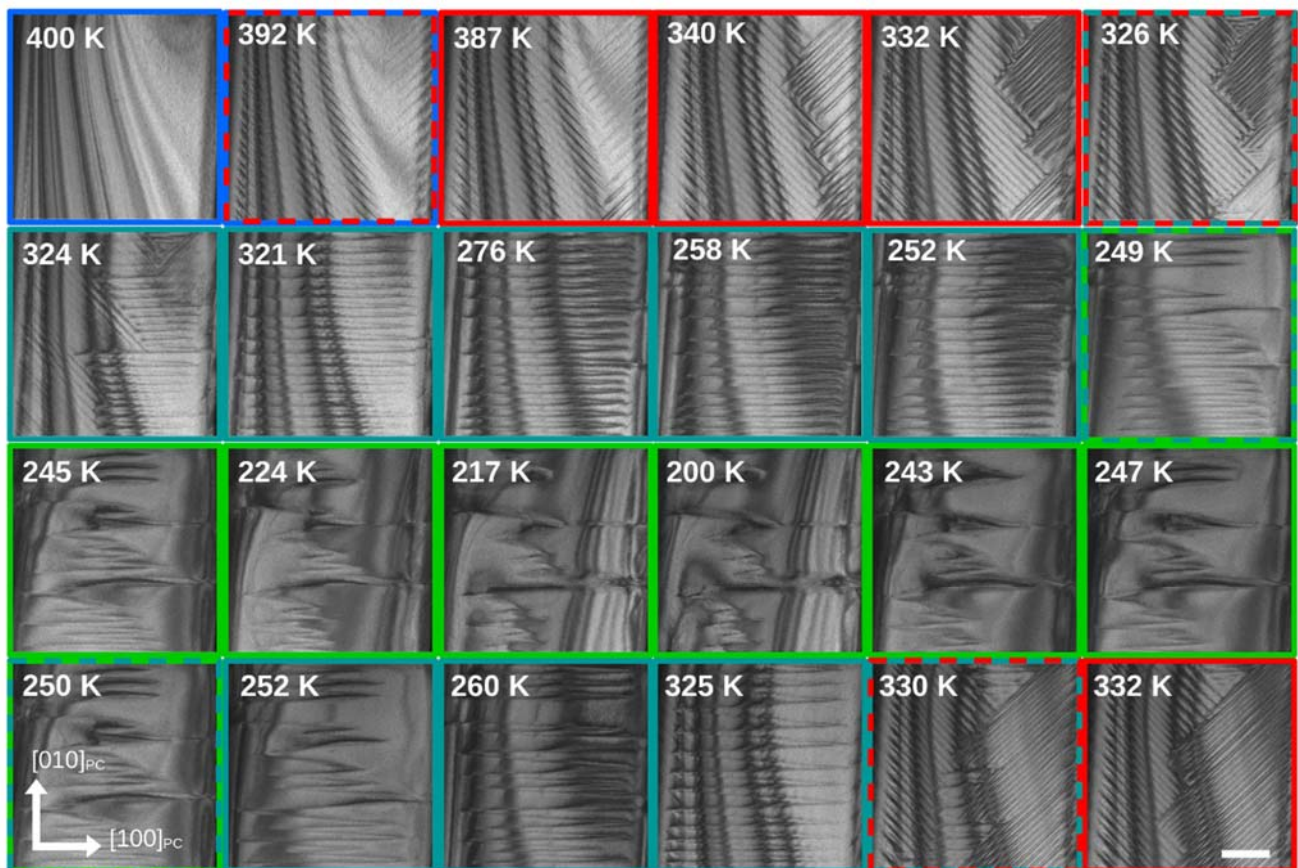 400 K
392 K
387 K
340 K
332 K
326 K
324 K
321 K
276 K
258 K
252 K
249 K
245 K
224 K
217 K
200 K
243 K
247 K
250 K
252 K
260 K
325 K
330 K
332 K
[010]PC
[100]PC